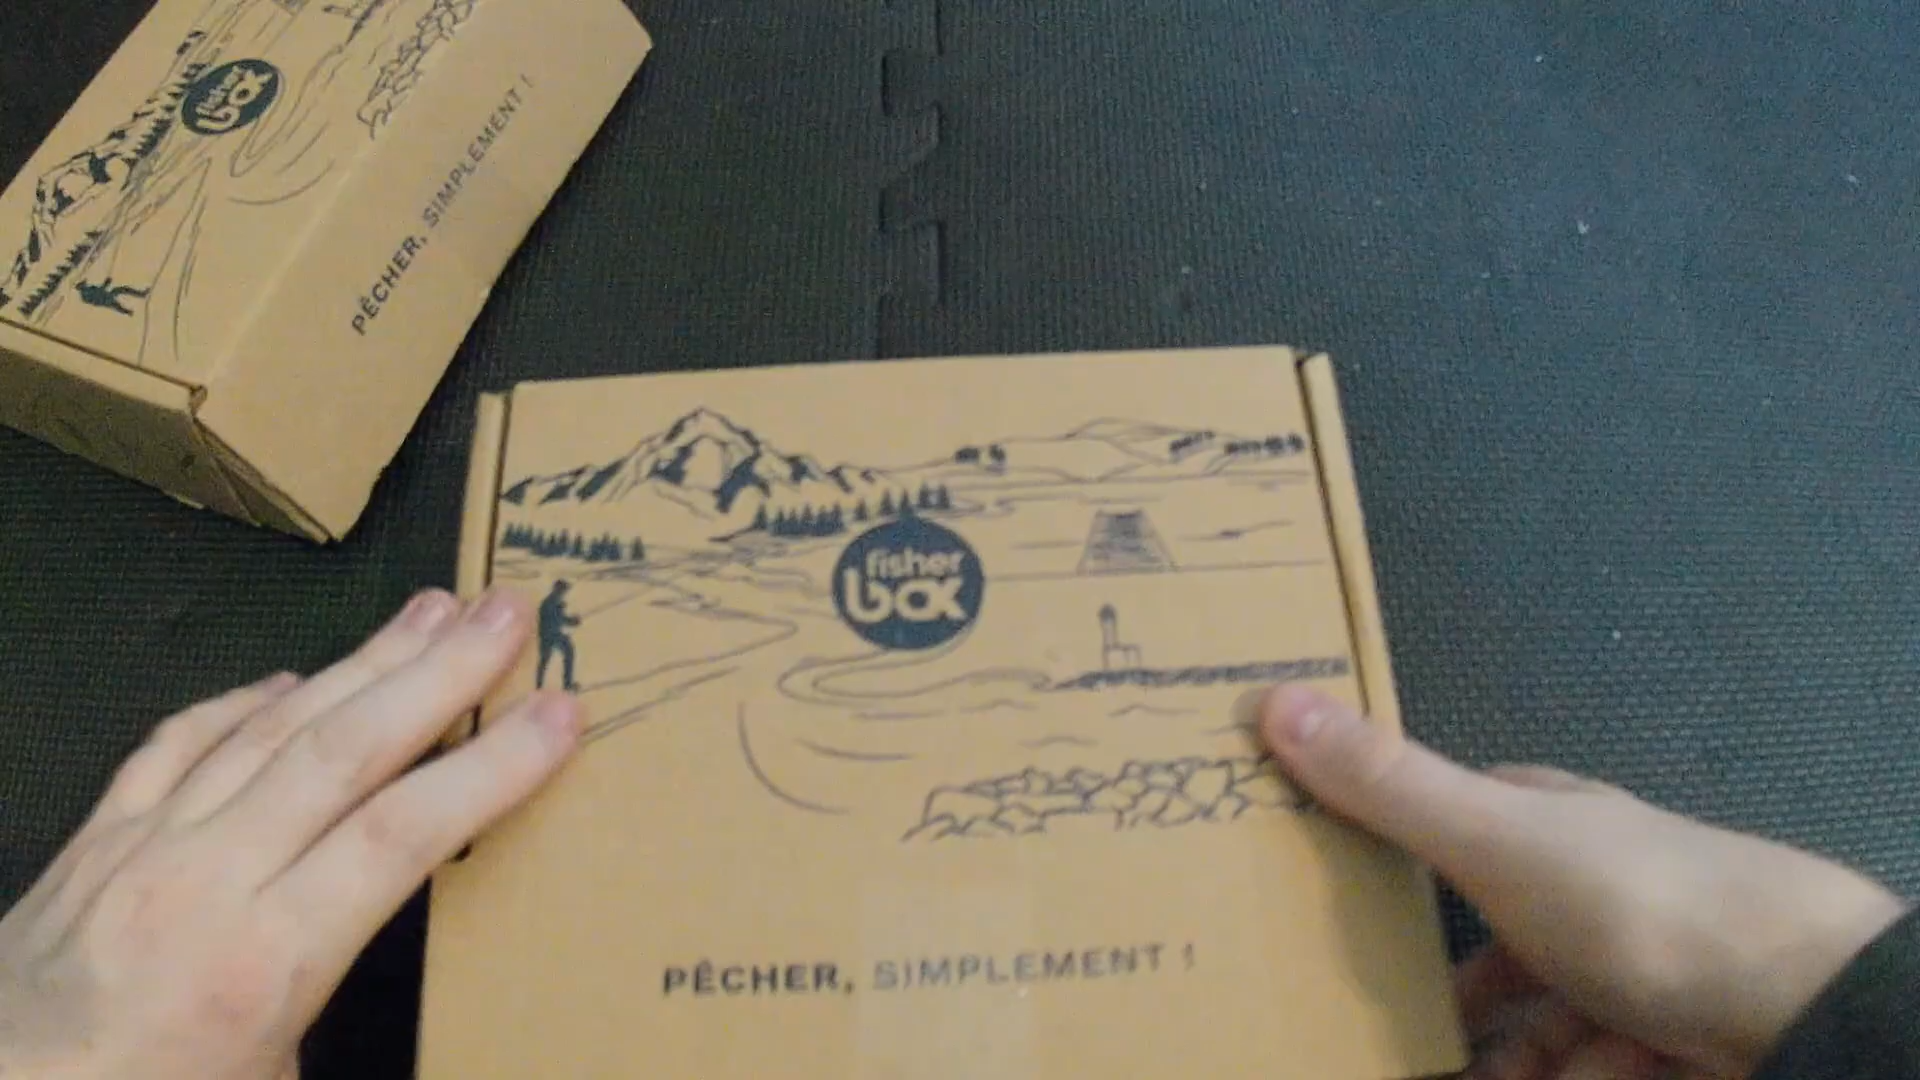 fisher
box
PÊCHER, SIMPLEMENT !
fisher
box
PÊCHER, SIMPLEMENT !